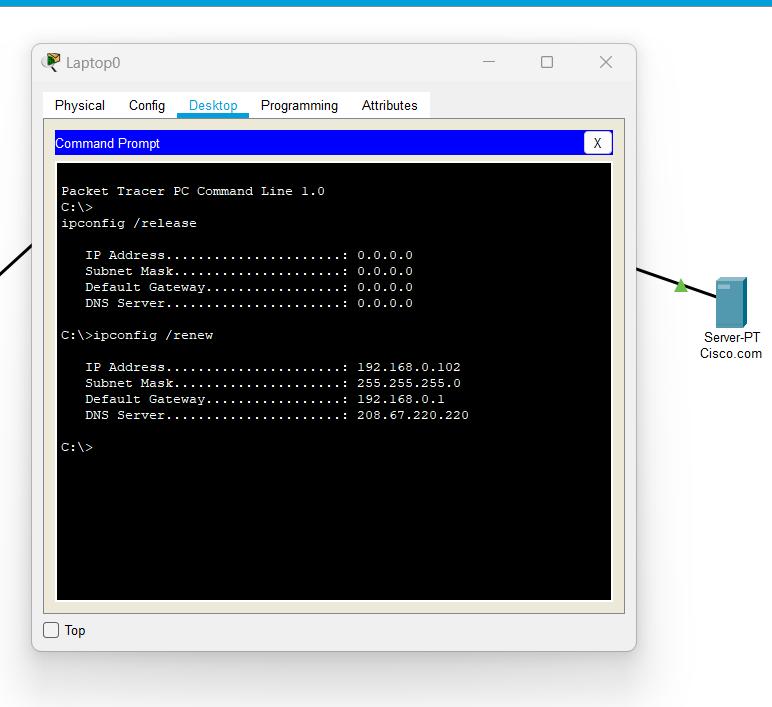 Laptop0
Physical Config Desktop Programming Attributes
Command Prompt X
Packet Tracer PC Command Line 1.0
C:\>
ipconfig /release
IP Address......................: 0.0.0.0
Subnet Mask.....................: 0.0.0.0
Default Gateway.................: 0.0.0.0
DNS Server......................: 0.0.0.0
C:\>ipconfig /renew
IP Address......................: 192.168.0.102
Subnet Mask.....................: 255.255.255.0
Default Gateway.................: 192.168.0.1
DNS Server......................: 208.67.220.220
C:\>
Top
Server-PT
Cisco.com